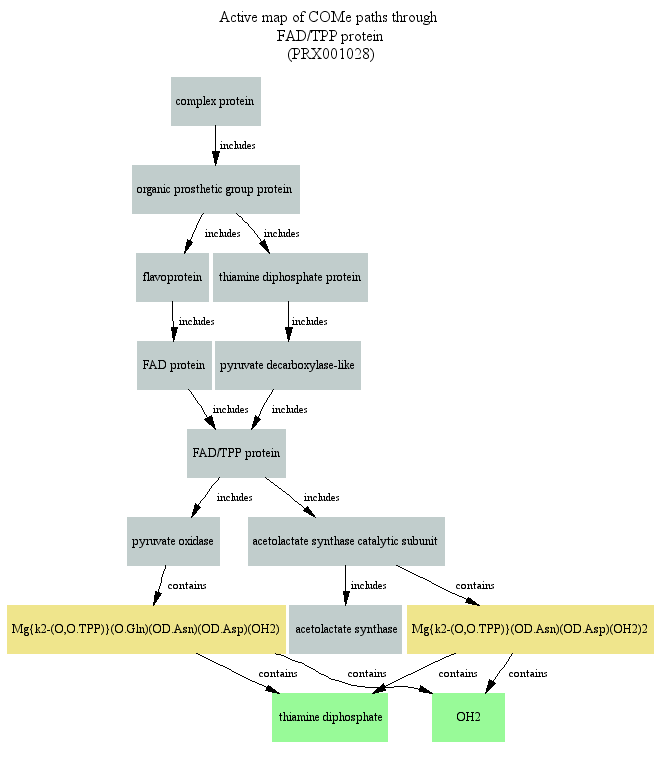 Active map of COMe paths through
FAD/TPP protein
(PRX001028)
complex protein
includes
organic prosthetic group protein
includes
includes
flavoprotein
thiamine diphosphate protein
includes
includes
FAD protein
pyruvate decarboxylase-like
includes
includes
FAD/TPP protein
includes
includes
pyruvate oxidase
acetolactate synthase catalytic subunit
contains
includes
contains
Mg{k2-(O,O.TPP)}(O.Gln)(OD.Asn)(OD.Asp)(OH2)
acetolactate synthase
Mg{k2-(O,O.TPP)}(OD.Asn)(OD.Asp)(OH2)2
contains
contains
contains
contains
thiamine diphosphate
OH2